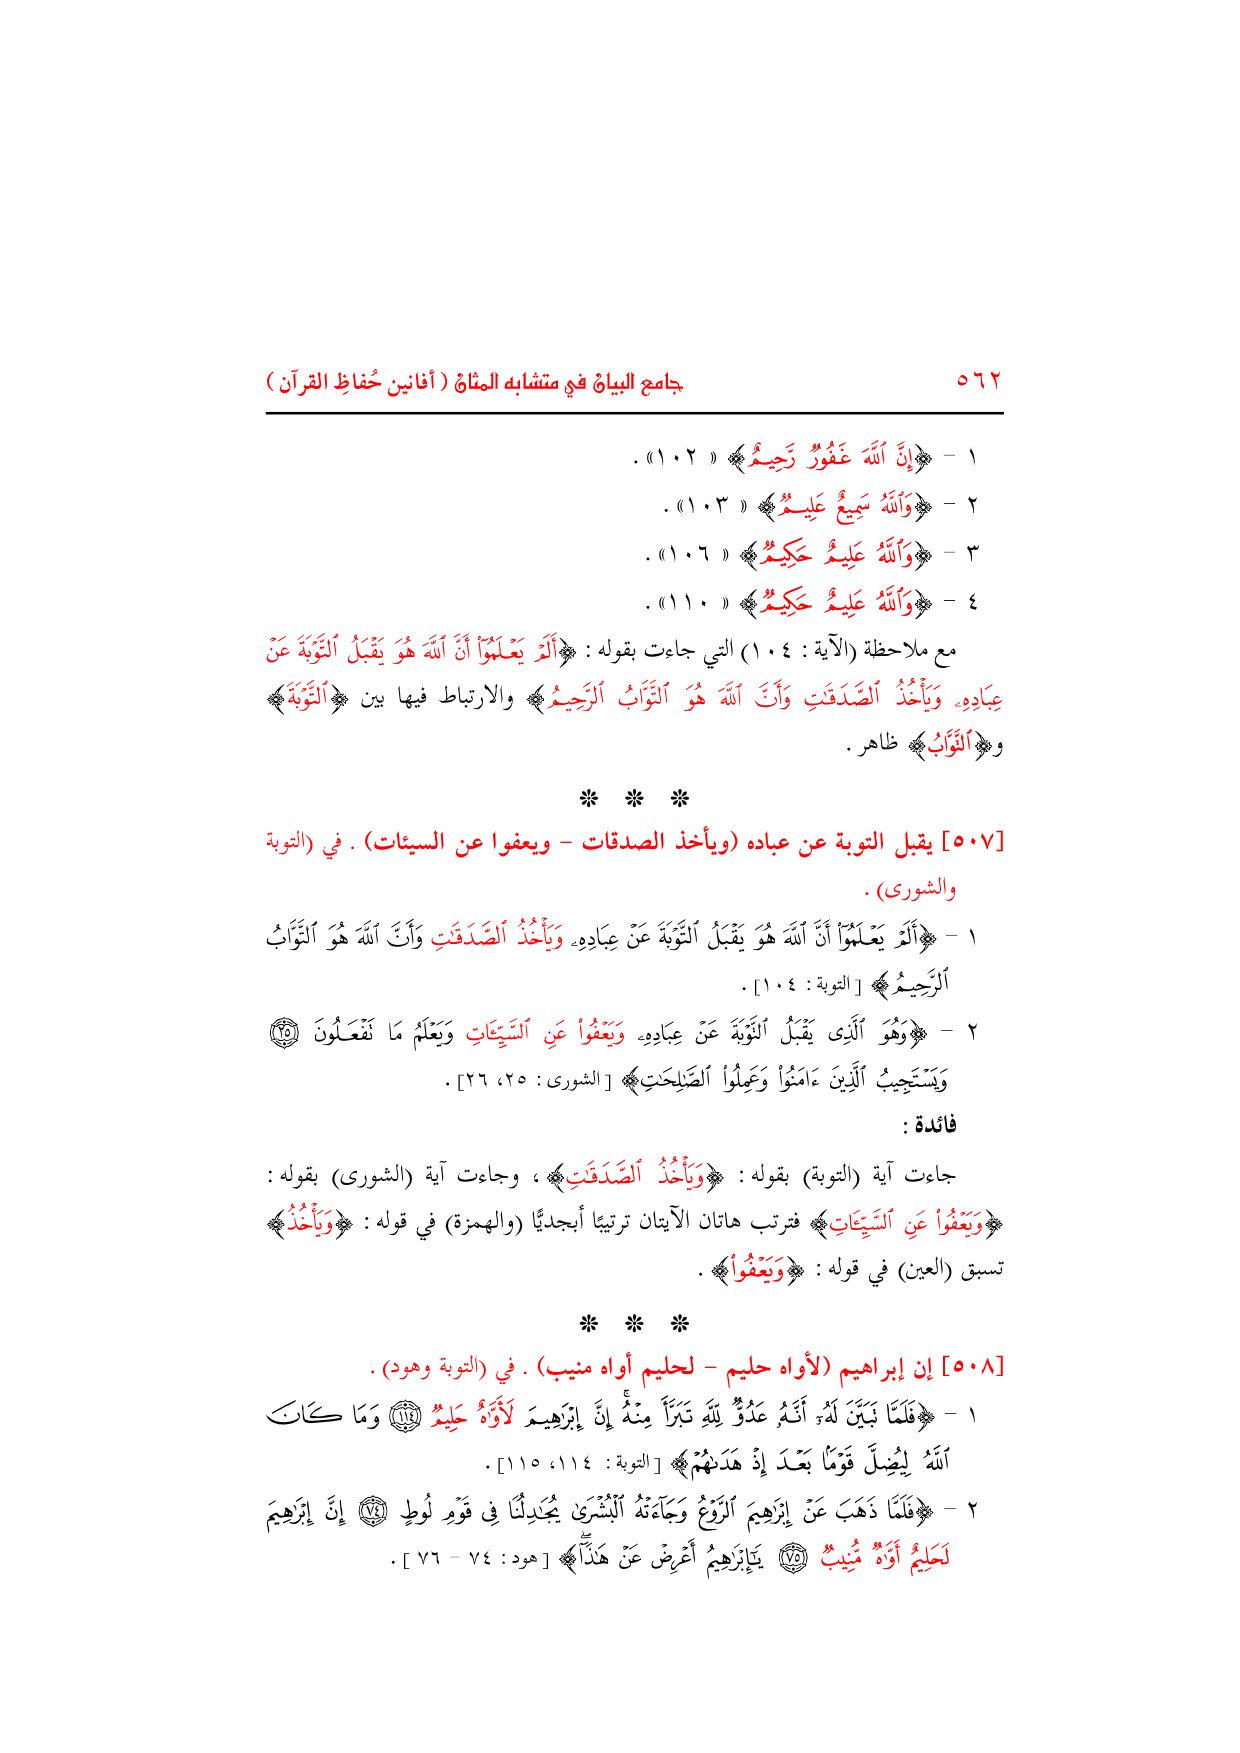 ٥٦٢ جامع البيان في متشابه المثان ( أفانين حُفاظِ القرآن )
١ - ﴿إِنَّ ٱللَّهَ غَفُورٌ رَّحِيمٌ﴾ « ١٠٢» .
٢ - ﴿وَٱللَّهُ سَمِيعٌ عَلِيمٌ﴾ « ١٠٣» .
٣ - ﴿وَٱللَّهُ عَلِيمٌ حَكِيمٌ﴾ « ١٠٦» .
٤ - ﴿وَٱللَّهُ عَلِيمٌ حَكِيمٌ﴾ « ١١٠» .
مع ملاحظة (الآية : ١٠٤) التي جاءت بقوله : ﴿أَلَمْ يَعْلَمُوٓا۟ أَنَّ ٱللَّهَ هُوَ يَقْبَلُ ٱلتَّوْبَةَ عَنْ
عِبَادِهِۦ وَيَأْخُذُ ٱلصَّدَقَٰتِ وَأَنَّ ٱللَّهَ هُوَ ٱلتَّوَّابُ ٱلرَّحِيمُ﴾ والارتباط فيها بين ﴿ٱلتَّوْبَةَ﴾
و﴿ٱلتَّوَّابُ﴾ ظاهر .
❊ ❊ ❊
[٥٠٧] يقبل التوبة عن عباده (ويأخذ الصدقات - ويعفوا عن السيئات) . في (التوبة
والشورى) .
١ - ﴿أَلَمْ يَعْلَمُوٓا۟ أَنَّ ٱللَّهَ هُوَ يَقْبَلُ ٱلتَّوْبَةَ عَنْ عِبَادِهِۦ وَيَأْخُذُ ٱلصَّدَقَٰتِ وَأَنَّ ٱللَّهَ هُوَ ٱلتَّوَّابُ
ٱلرَّحِيمُ﴾ [ التوبة : ١٠٤] .
٢ - ﴿وَهُوَ ٱلَّذِى يَقْبَلُ ٱلتَّوْبَةَ عَنْ عِبَادِهِۦ وَيَعْفُوا۟ عَنِ ٱلسَّيِّـَٔاتِ وَيَعْلَمُ مَا تَفْعَلُونَ ٢٥
وَيَسْتَجِيبُ ٱلَّذِينَ ءَامَنُوا۟ وَعَمِلُوا۟ ٱلصَّٰلِحَٰتِ﴾ [ الشورى : ٢٥، ٢٦] .
فائدة :
جاءت آية (التوبة) بقوله : ﴿وَيَأْخُذُ ٱلصَّدَقَٰتِ﴾ ، وجاءت آية (الشورى) بقوله :
﴿وَيَعْفُوا۟ عَنِ ٱلسَّيِّـَٔاتِ﴾ فترتب هاتان الآيتان ترتيبًا أبجديًّا (والهمزة) في قوله : ﴿وَيَأْخُذُ﴾
تسبق (العين) في قوله : ﴿وَيَعْفُوا۟﴾ .
❊ ❊ ❊
[٥٠٨] إن إبراهيم (لأواه حليم - لحليم أواه منيب) . في (التوبة وهود) .
١ - ﴿فَلَمَّا تَبَيَّنَ لَهُۥٓ أَنَّهُۥ عَدُوٌّ لِّلَّهِ تَبَرَّأَ مِنْهُ ۚ إِنَّ إِبْرَٰهِيمَ لَأَوَّٰهٌ حَلِيمٌ ١١٤ وَمَا كَانَ
ٱللَّهُ لِيُضِلَّ قَوْمًۢا بَعْدَ إِذْ هَدَىٰهُمْ﴾ [ التوبة : ١١٤، ١١٥] .
٢ - ﴿فَلَمَّا ذَهَبَ عَنْ إِبْرَٰهِيمَ ٱلرَّوْعُ وَجَآءَتْهُ ٱلْبُشْرَىٰ يُجَٰدِلُنَا فِى قَوْمِ لُوطٍ ٧٤ إِنَّ إِبْرَٰهِيمَ
لَحَلِيمٌ أَوَّٰهٌ مُّنِيبٌ ٧٥ يَٰٓإِبْرَٰهِيمُ أَعْرِضْ عَنْ هَٰذَآ ۖ﴾ [ هود : ٧٤ - ٧٦ ] .